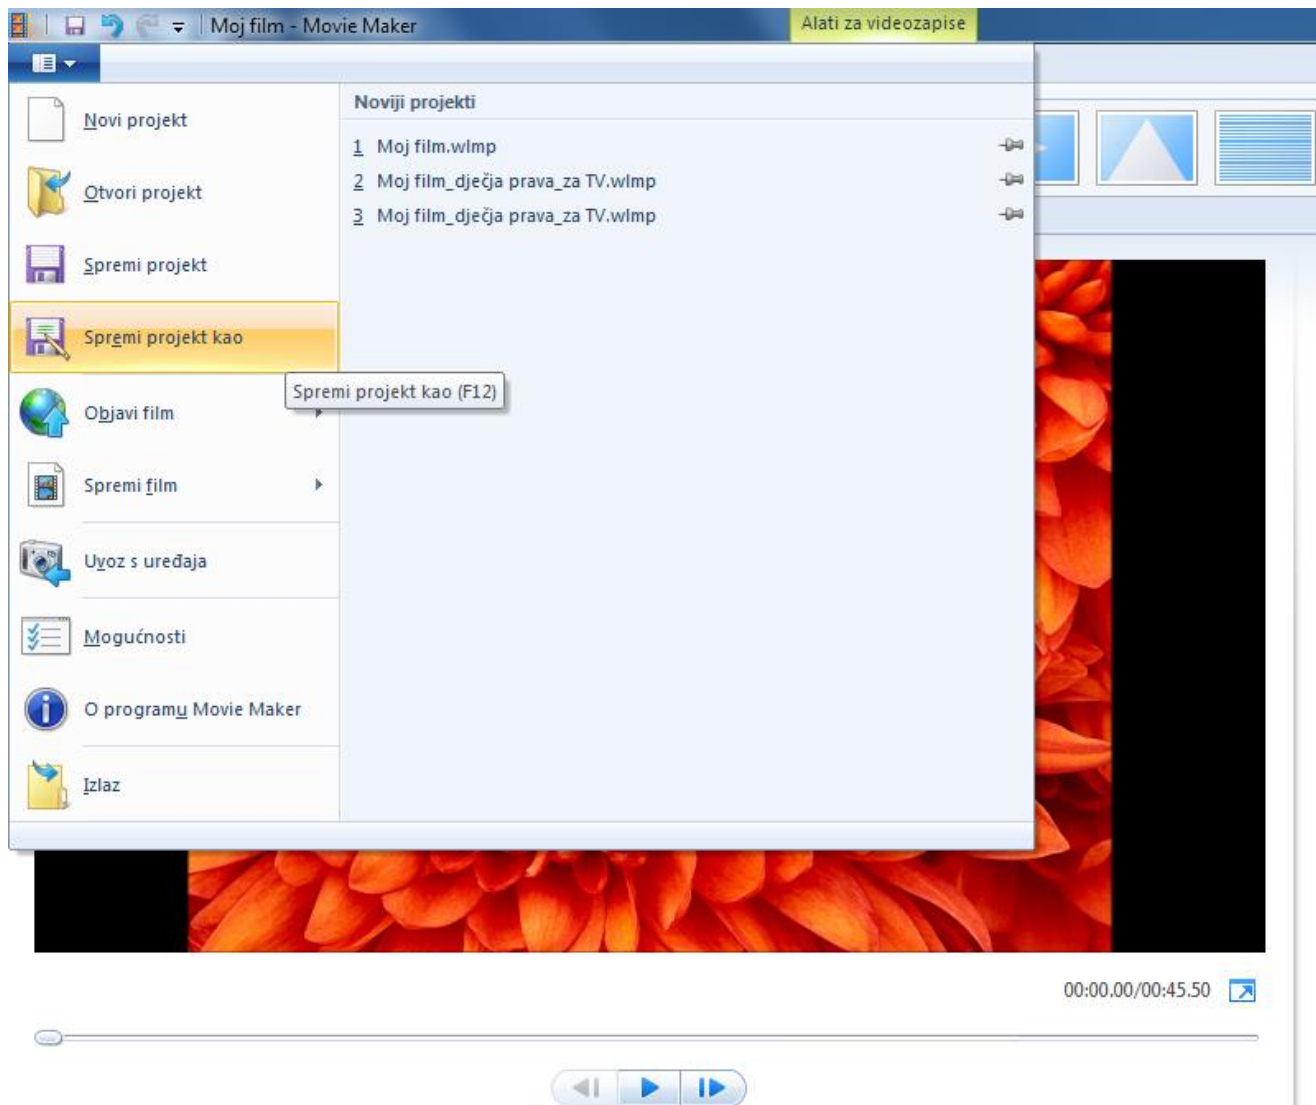 Moj film - Movie Maker
Alati za videozapise
Novi projekt
Otvori projekt
Spremi projekt
Spremi projekt kao
Spremi projekt kao (F12)
Objavi film
Spremi film
Uvoz s uređaja
Mogućnosti
O programu Movie Maker
Izlaz
Noviji projekti
1 Moj film.wlmp
2 Moj film_dječja prava_za TV.wlmp
3 Moj film_dječja prava_za TV.wlmp
00:00.00/00:45.50